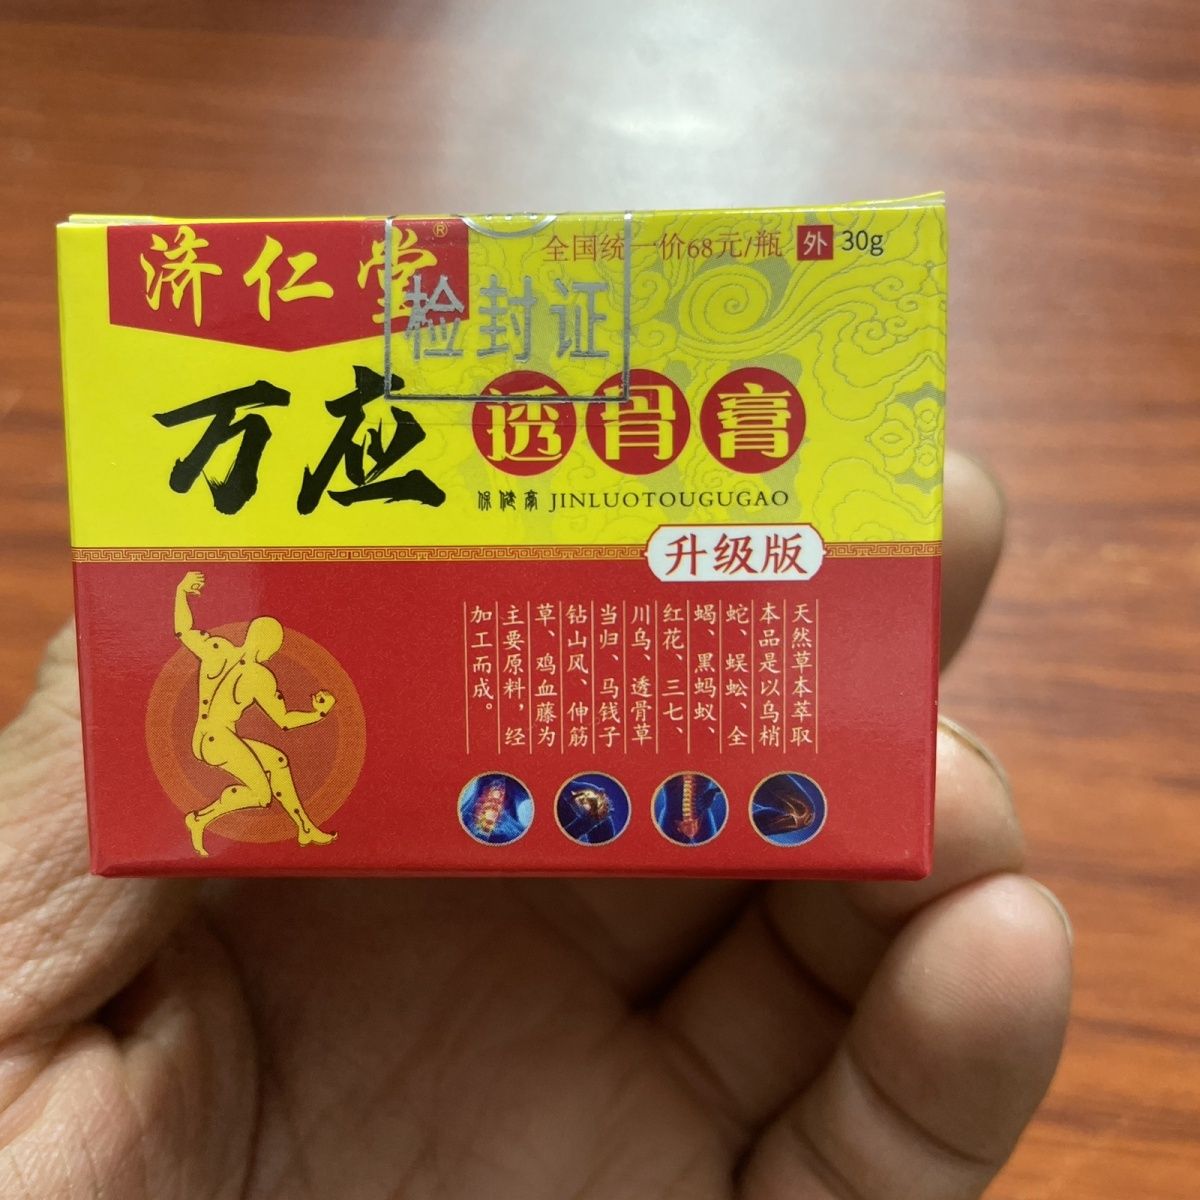 济仁堂®
全国统一价68元/瓶 外 30g
检封证
万应透骨膏
保健膏 JINLUOTOUGUGAO
升级版
天然草本萃取
本品是以乌梢
蛇、蜈蚣、全
蝎、黑蚂蚁、
红花、三七、
川乌、透骨草
当归、马钱子
钻山风、伸筋
草、鸡血藤为
主要原料，经
加工而成。